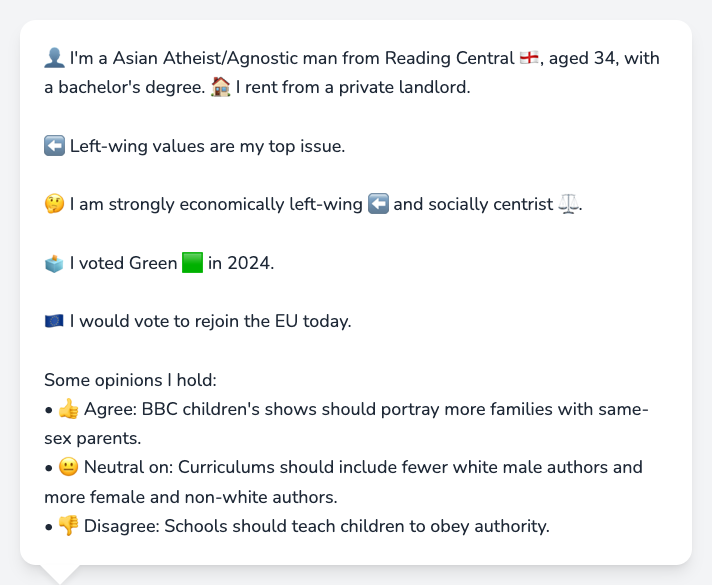 👤 I'm a Asian Atheist/Agnostic man from Reading Central 🏴󠁧󠁢󠁥󠁮󠁧󠁿, aged 34, with
a bachelor's degree. 🏠 I rent from a private landlord.
⬅️ Left-wing values are my top issue.
🤔 I am strongly economically left-wing ⬅️ and socially centrist ⚖️.
🗳️ I voted Green 🟩 in 2024.
🇪🇺 I would vote to rejoin the EU today.
Some opinions I hold:
• 👍 Agree: BBC children's shows should portray more families with same-
sex parents.
• 😐 Neutral on: Curriculums should include fewer white male authors and
more female and non-white authors.
• 👎 Disagree: Schools should teach children to obey authority.